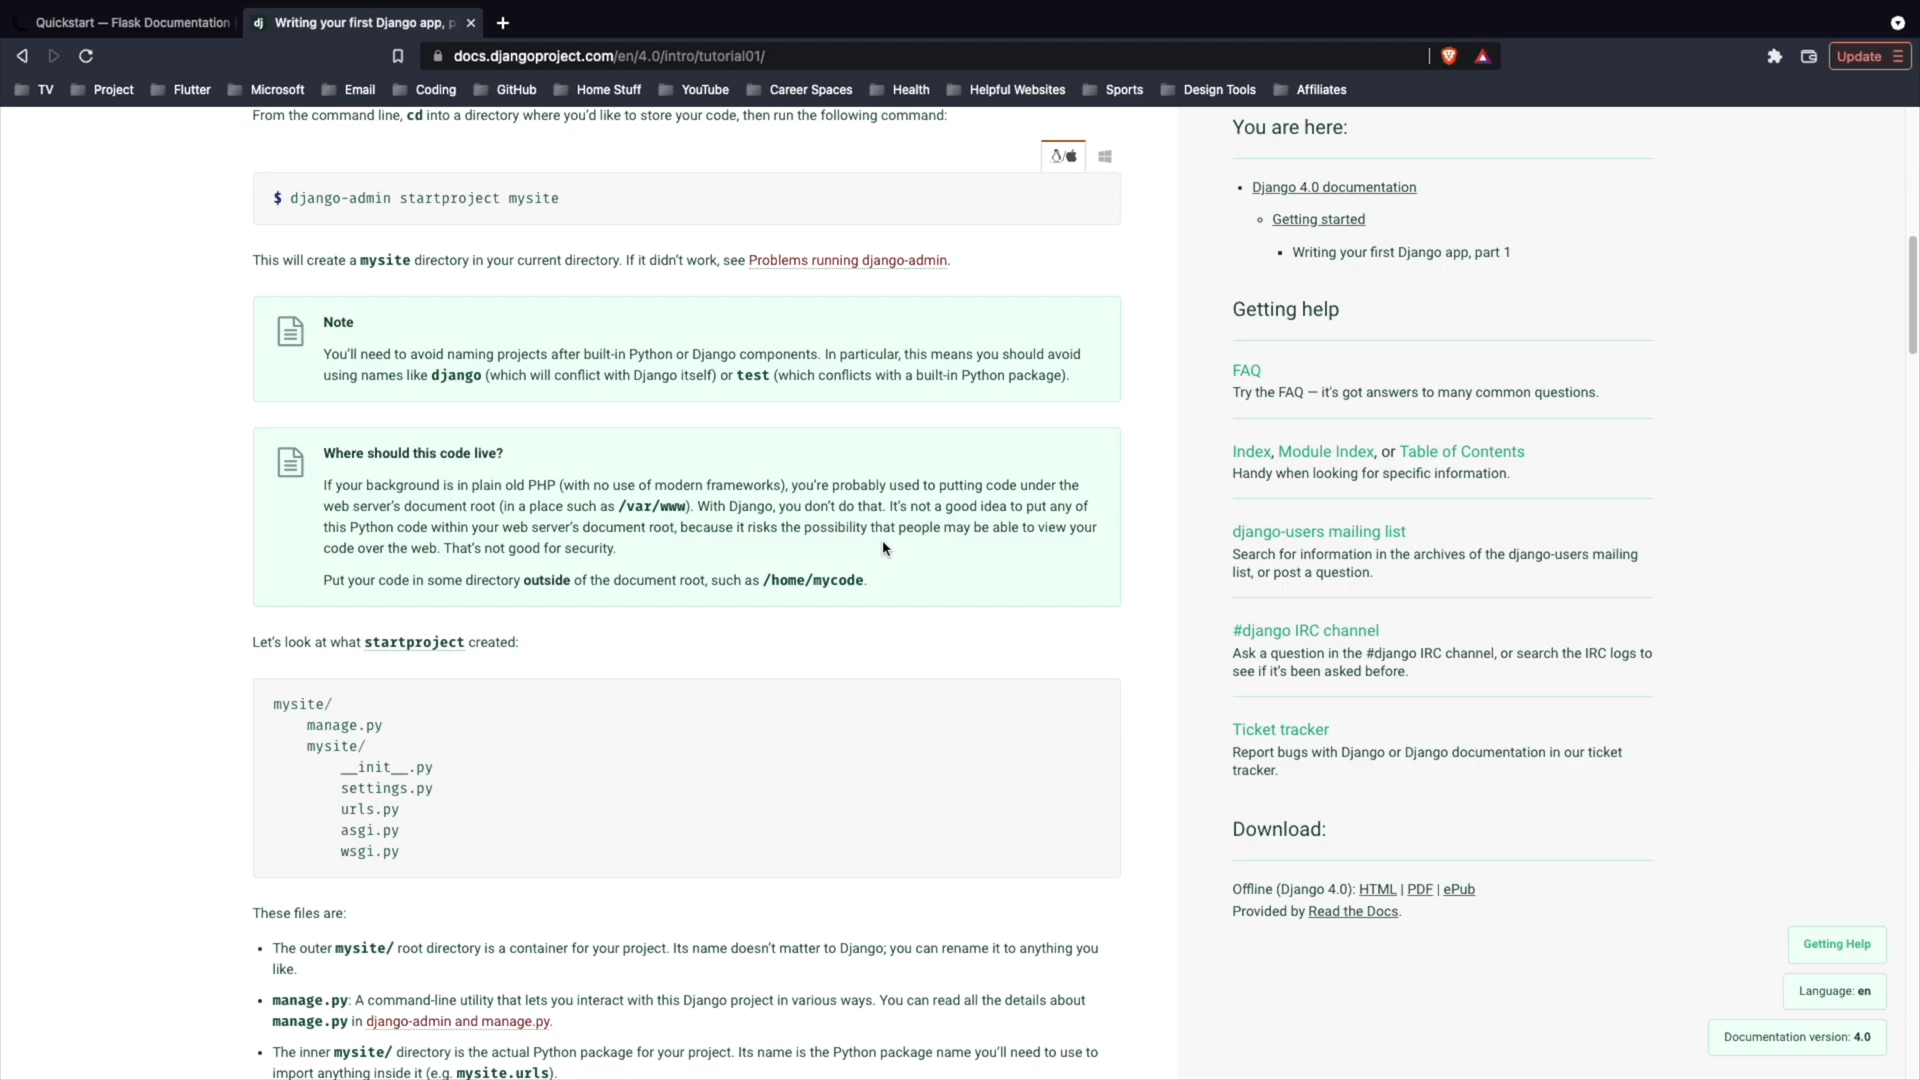 Quickstart — Flask Documentation
dj Writing your first Django app, p
docs.djangoproject.com/en/4.0/intro/tutorial01/
Update
TV Project Flutter Microsoft Email Coding GitHub Home Stuff YouTube Career Spaces Health Helpful Websites Sports Design Tools Affiliates
From the command line, cd into a directory where you'd like to store your code, then run the following command:
/
$ django-admin startproject mysite
This will create a mysite directory in your current directory. If it didn't work, see Problems running django-admin.
Note
You'll need to avoid naming projects after built-in Python or Django components. In particular, this means you should avoid
using names like django (which will conflict with Django itself) or test (which conflicts with a built-in Python package).
Where should this code live?
If your background is in plain old PHP (with no use of modern frameworks), you're probably used to putting code under the
web server's document root (in a place such as /var/www). With Django, you don't do that. It's not a good idea to put any of
this Python code within your web server's document root, because it risks the possibility that people may be able to view your
code over the web. That's not good for security.
Put your code in some directory outside of the document root, such as /home/mycode.
Let's look at what startproject created:
mysite/
manage.py
mysite/
__init__.py
settings.py
urls.py
asgi.py
wsgi.py
These files are:
• The outer mysite/ root directory is a container for your project. Its name doesn't matter to Django; you can rename it to anything you
like.
• manage.py: A command-line utility that lets you interact with this Django project in various ways. You can read all the details about
manage.py in django-admin and manage.py.
• The inner mysite/ directory is the actual Python package for your project. Its name is the Python package name you'll need to use to
import anything inside it (e.g. mysite.urls).
You are here:
• Django 4.0 documentation
◦ Getting started
▪ Writing your first Django app, part 1
Getting help
FAQ
Try the FAQ — it's got answers to many common questions.
Index, Module Index, or Table of Contents
Handy when looking for specific information.
django-users mailing list
Search for information in the archives of the django-users mailing
list, or post a question.
#django IRC channel
Ask a question in the #django IRC channel, or search the IRC logs to
see if it's been asked before.
Ticket tracker
Report bugs with Django or Django documentation in our ticket
tracker.
Download:
Offline (Django 4.0): HTML | PDF | ePub
Provided by Read the Docs.
Getting Help
Language: en
Documentation version: 4.0